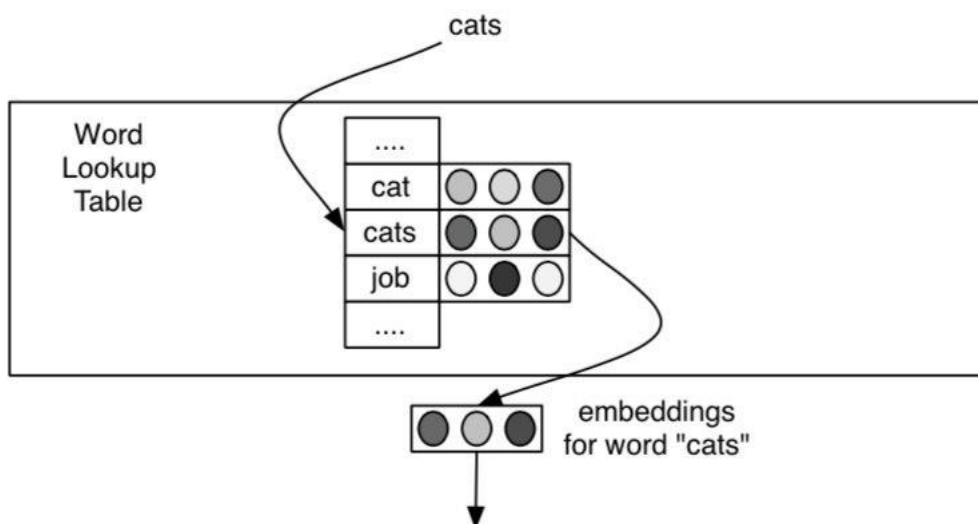 cats
Word
Lookup
Table
....
cat
cats
job
....
embeddings
for word "cats"